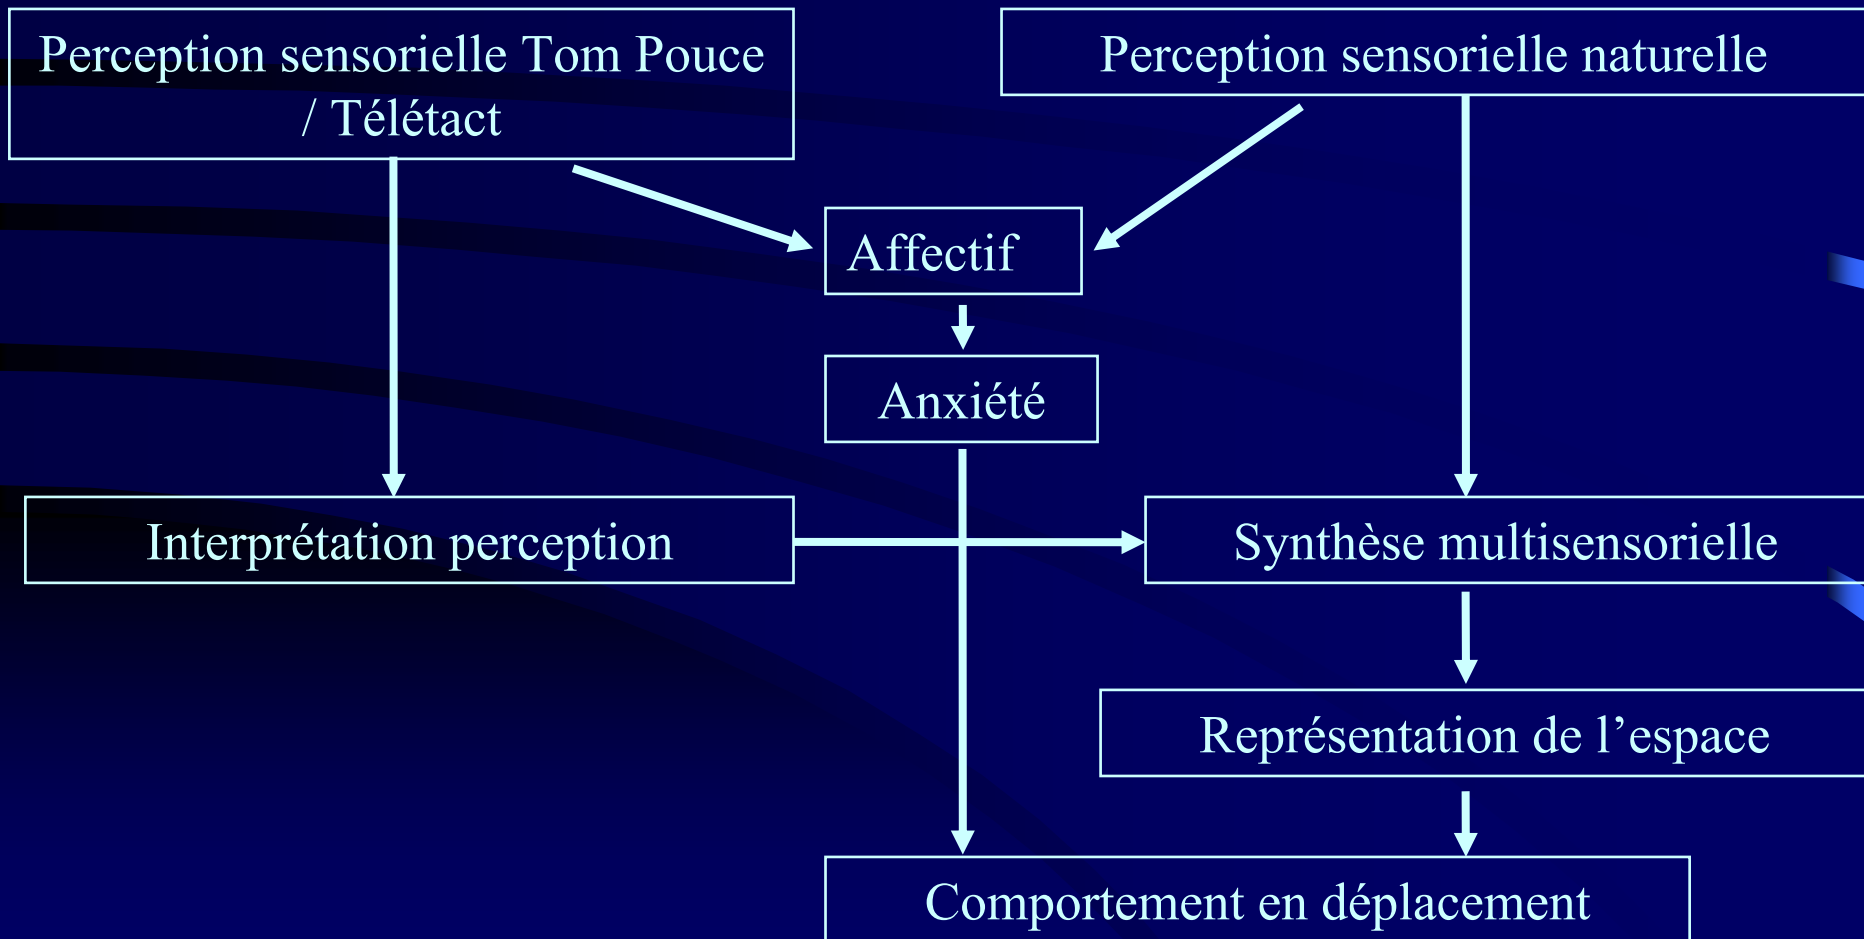 Perception sensorielle Tom Pouce
/ Télétact
Perception sensorielle naturelle
Affectif
Anxiété
Interprétation perception
Synthèse multisensorielle
Représentation de l’espace
Comportement en déplacement